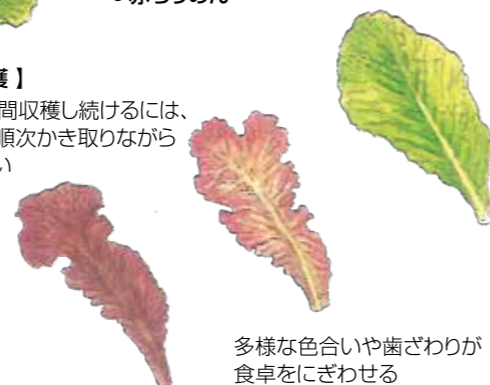 獲】
間収穫し続けるには、
順次かき取りながら
い
多様な色合いや歯ざわりが
食卓をにぎわせる